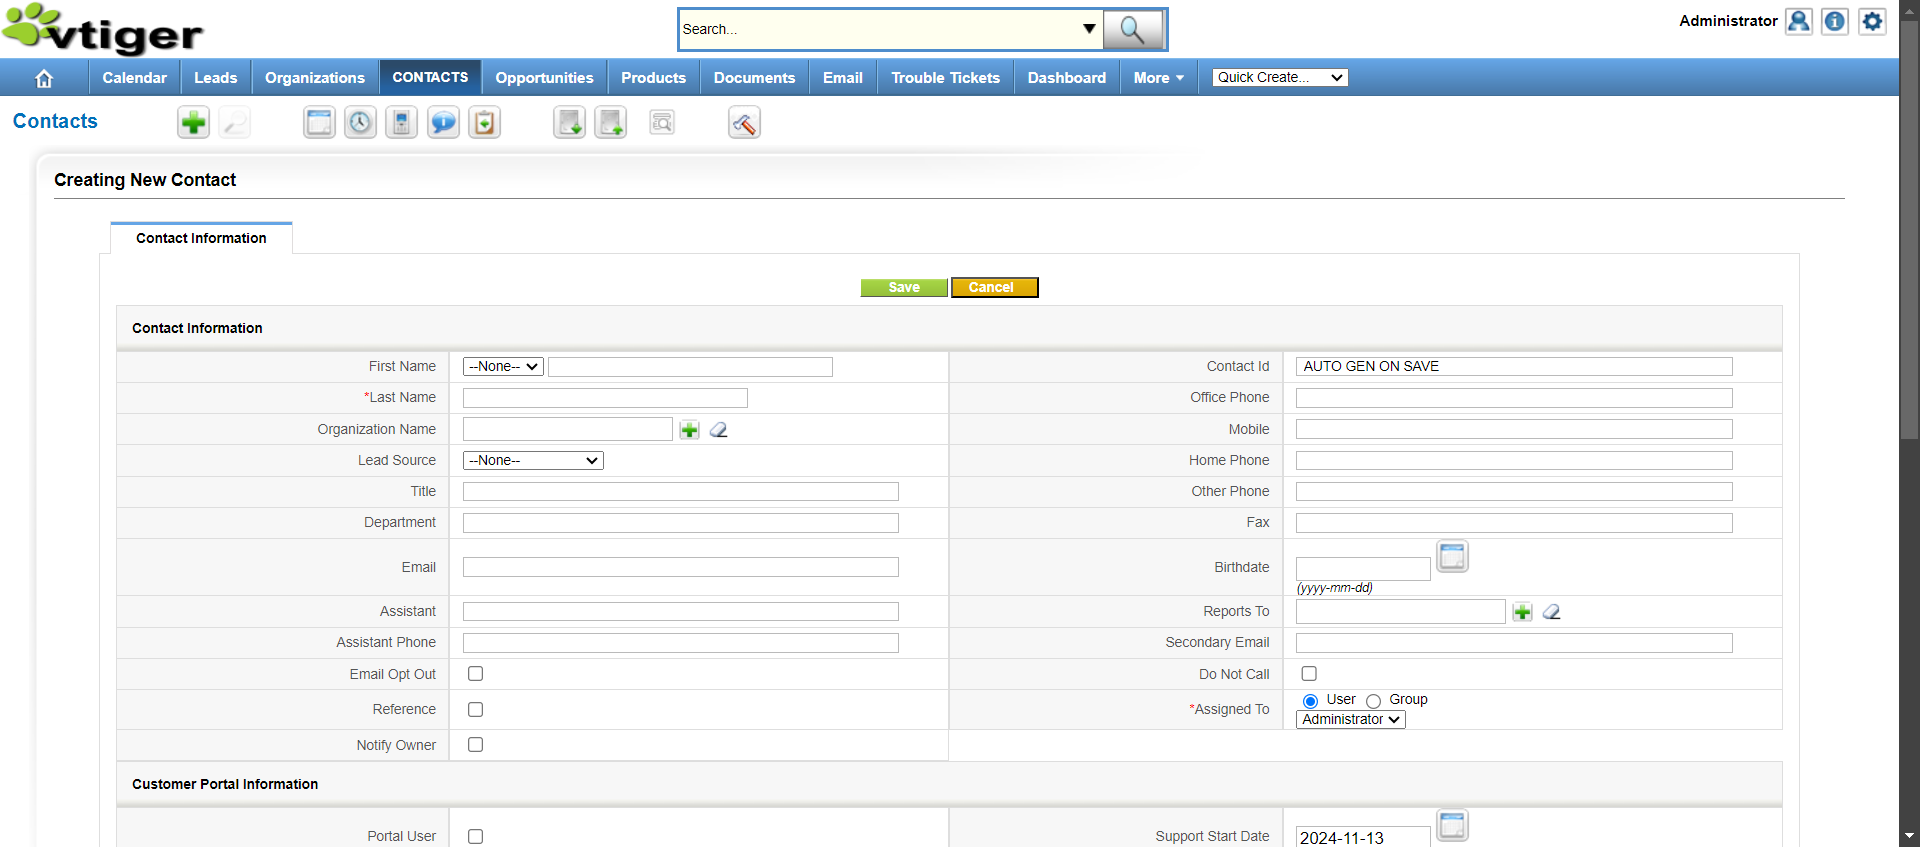 vtiger
Search...
Administrator
Calendar Leads Organizations CONTACTS Opportunities Products Documents Email Trouble Tickets Dashboard More Quick Create...
Contacts
Creating New Contact
Contact Information
Save Cancel
Contact Information
First Name --None-- Contact Id AUTO GEN ON SAVE
*Last Name Office Phone
Organization Name Mobile
Lead Source --None-- Home Phone
Title Other Phone
Department Fax
Email Birthdate
(yyyy-mm-dd)
Assistant Reports To
Assistant Phone Secondary Email
Email Opt Out Do Not Call
Reference *Assigned To User Group
Administrator
Notify Owner
Customer Portal Information
Portal User Support Start Date 2024-11-13